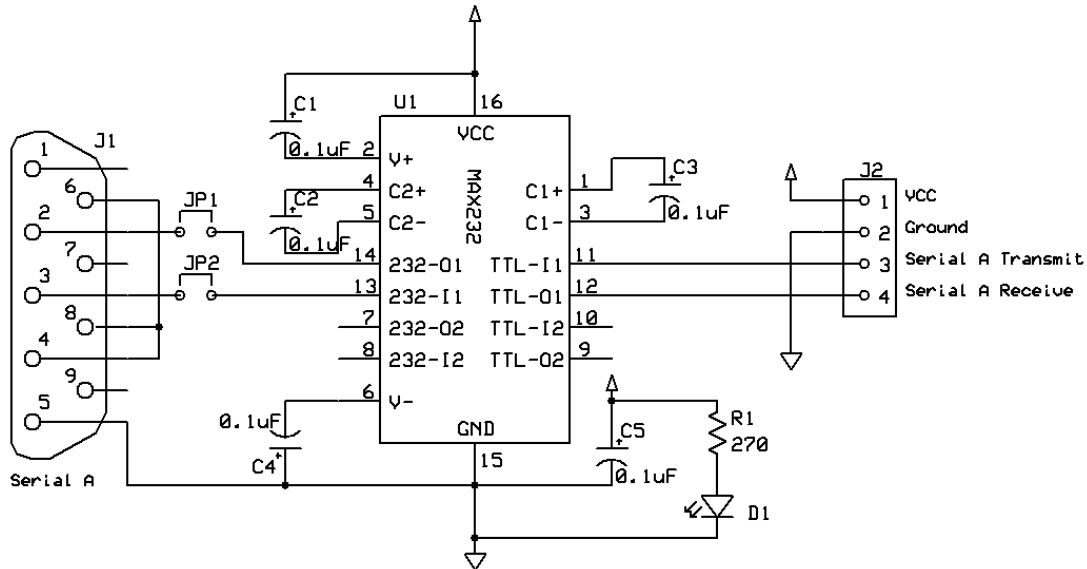 U1
16
VCC
C1
+
0.1uF
2
V+
J1
1
6
2
JP1
7
3
JP2
8
4
9
5
Serial A
4
C2+
C2
+
5
C2-
0.1uF
MAX232
14
232-O1
13
232-I1
7
232-O2
8
232-I2
6
V-
0.1uF
C4
+
GND
15
C1+
1
C3
+
C1-
3
0.1uF
TTL-I1
11
TTL-O1
12
TTL-I2
10
TTL-O2
9
+
C5
0.1uF
R1
270
D1
J2
1
VCC
2
Ground
3
Serial A Transmit
4
Serial A Receive